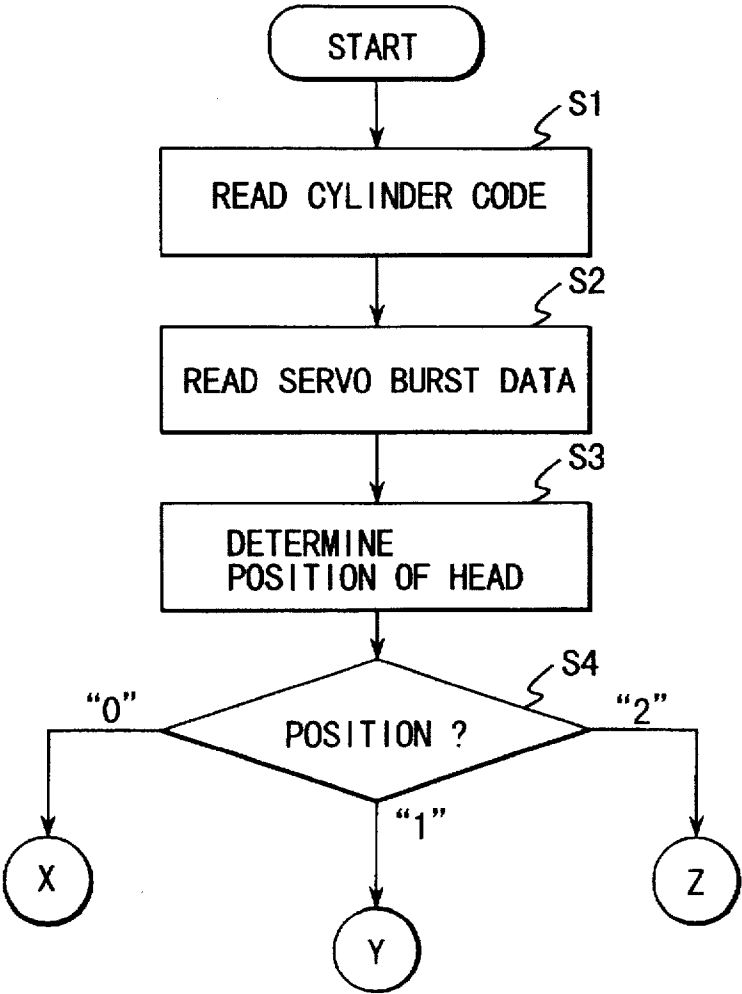 START
S1
READ CYLINDER CODE
S2
READ SERVO BURST DATA
S3
DETERMINE
POSITION OF HEAD
S4
“0”
POSITION ?
“2”
“1”
X
Z
Y